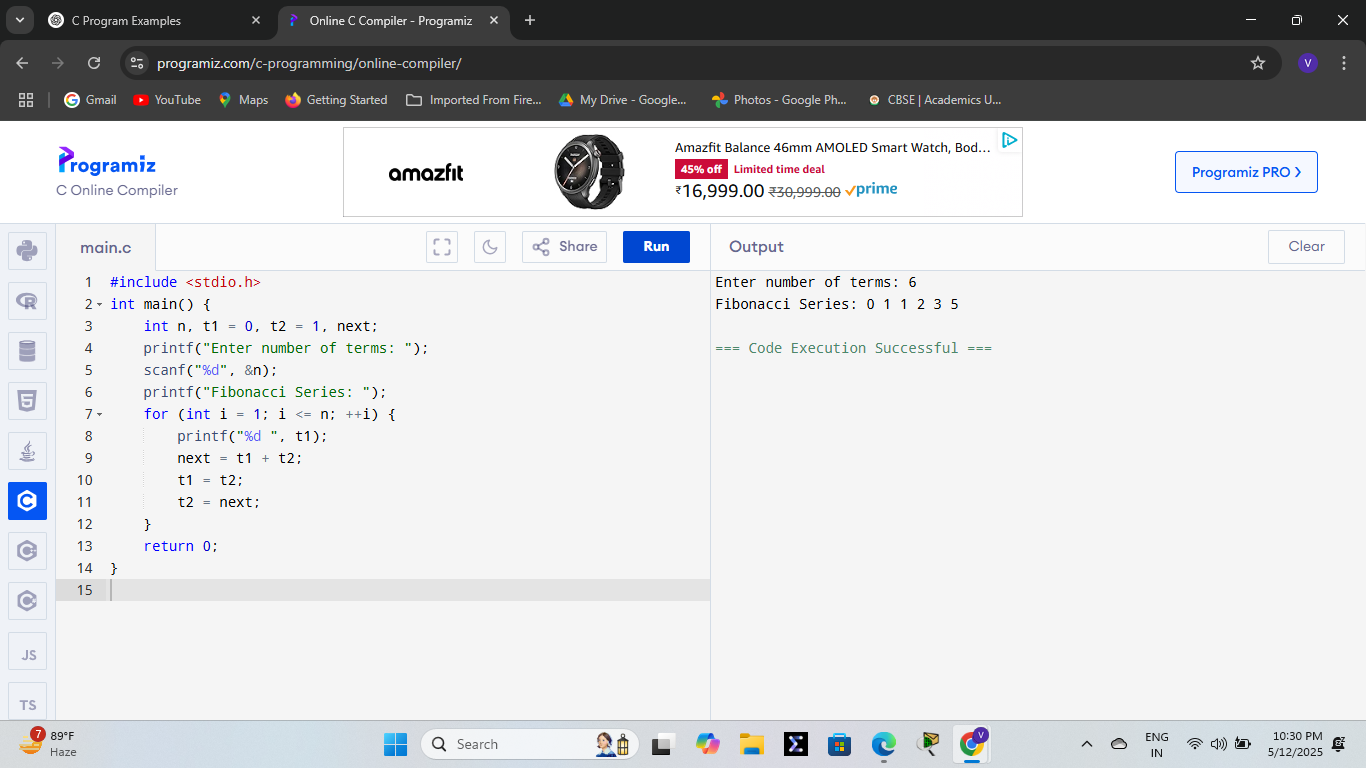 C Program Examples
Online C Compiler - Programiz
programiz.com/c-programming/online-compiler/
V
Gmail
YouTube
Maps
Getting Started
Imported From Fire...
My Drive - Google...
Photos - Google Ph...
CBSE | Academics U...
Programiz
C Online Compiler
amazfit
Amazfit Balance 46mm AMOLED Smart Watch, Bod...
45% off Limited time deal
₹16,999.00 ₹30,999.00 prime
Programiz PRO
main.c
Share
Run
Output
Clear
1 #include <stdio.h>
2 int main() {
3 int n, t1 = 0, t2 = 1, next;
4 printf("Enter number of terms: ");
5 scanf("%d", &n);
6 printf("Fibonacci Series: ");
7 for (int i = 1; i <= n; ++i) {
8 printf("%d ", t1);
9 next = t1 + t2;
10 t1 = t2;
11 t2 = next;
12 }
13 return 0;
14 }
15
Enter number of terms: 6
Fibonacci Series: 0 1 1 2 3 5
=== Code Execution Successful ===
JS
TS
7
89°F
Haze
Search
V
ENG
IN
10:30 PM
5/12/2025